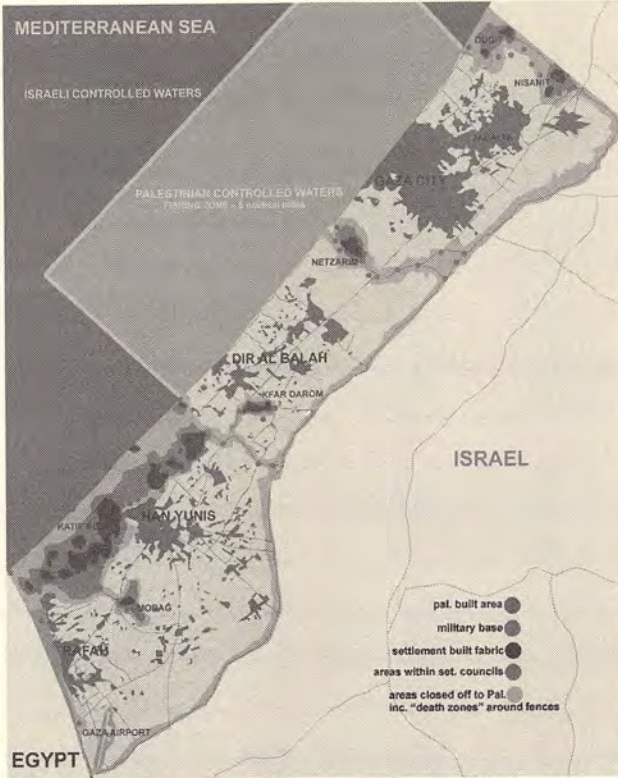 MEDITERRANEAN SEA
ISRAELI CONTROLLED WATERS
DUGIT
NISANIT
JABALYA
GAZA CITY
PALESTINIAN CONTROLLED WATERS
NETZARIM
DIR AL BALAH
KFAR DAROM
ISRAEL
HAN YUNIS
KATIF
MORAG
RAFAH
GAZA AIRPORT
EGYPT
pal. built area
military base
settlement built fabric
areas within set. councils
areas closed off to Pal.
inc. "death zones" around fences